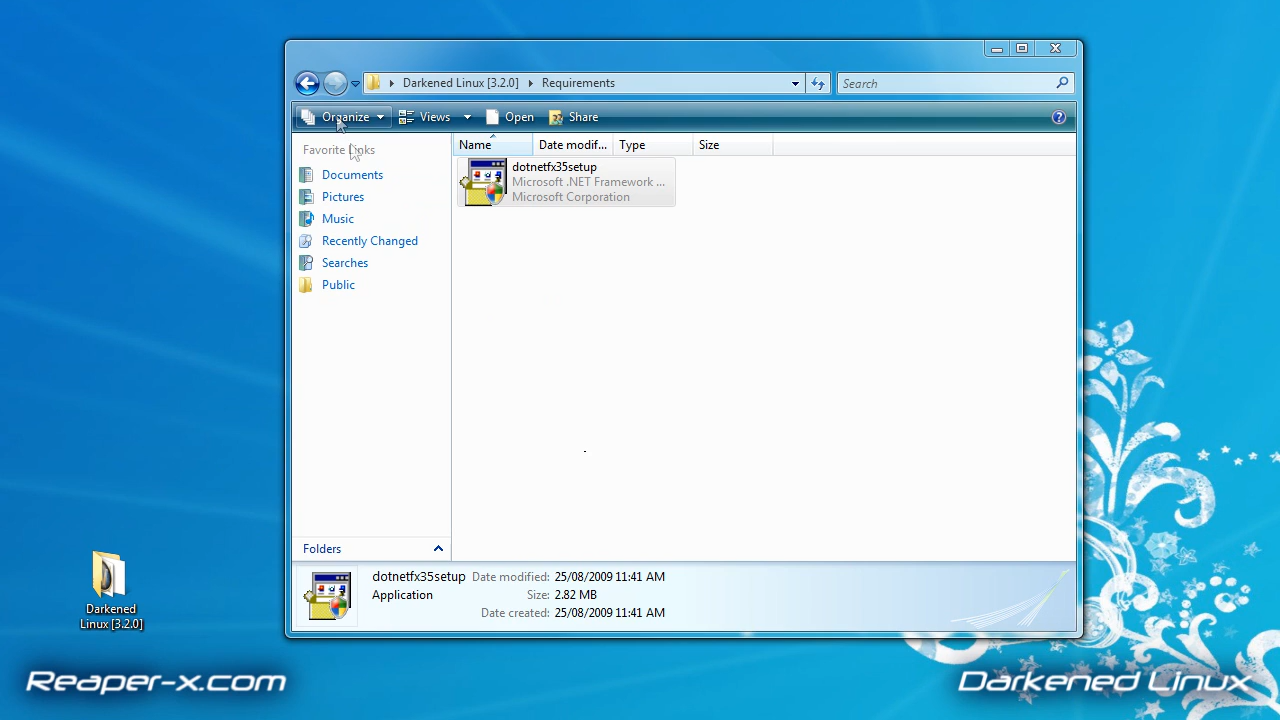 Darkened Linux [3.2.0] Requirements
Search
Organize Views Open Share
Favorite Links
Name Date modif... Type Size
Documents
Pictures
Music
Recently Changed
Searches
Public
dotnetfx35setup
Microsoft .NET Framework ...
Microsoft Corporation
Folders
dotnetfx35setup Date modified: 25/08/2009 11:41 AM
Application Size: 2.82 MB
Date created: 25/08/2009 11:41 AM
Darkened
Linux [3.2.0]
Reaper-x.com
Darkened Linux